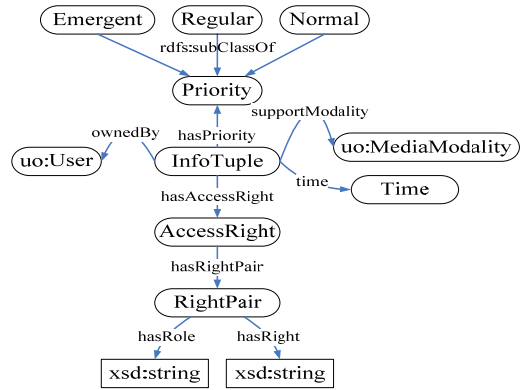 Emergent Regular Normal
rdfs:subClassOf
Priority
supportModality
ownedBy hasPriority
uo:User InfoTuple uo:MediaModality
time Time
hasAccessRight
AccessRight
hasRightPair
RightPair
hasRole hasRight
xsd:string xsd:string